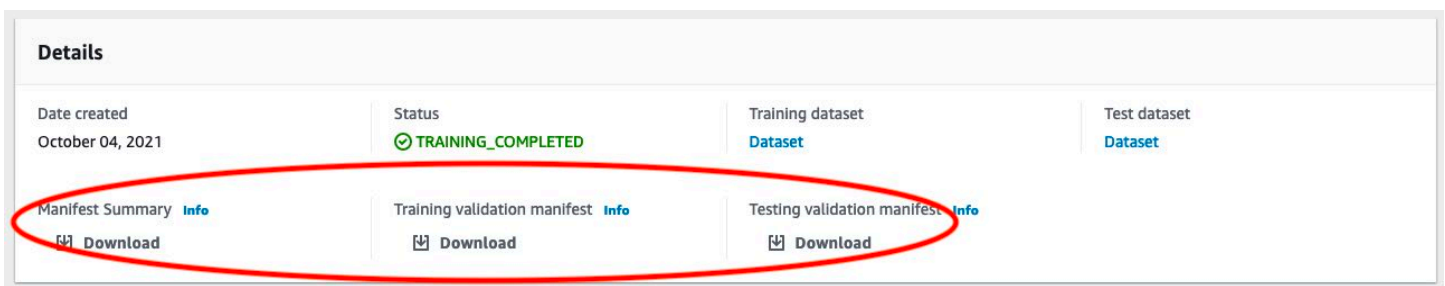 Details
Date created
October 04, 2021
Status
TRAINING_COMPLETED
Training dataset
Dataset
Test dataset
Dataset
Manifest Summary Info
Download
Training validation manifest Info
Download
Testing validation manifest Info
Download